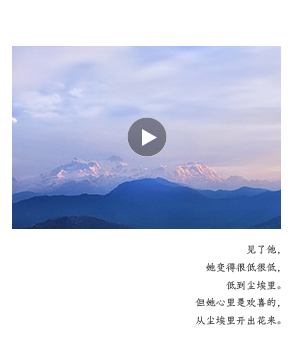 见了他，
她变得很低很低，
低到尘埃里。
但她心里是欢喜的，
从尘埃里开出花来。